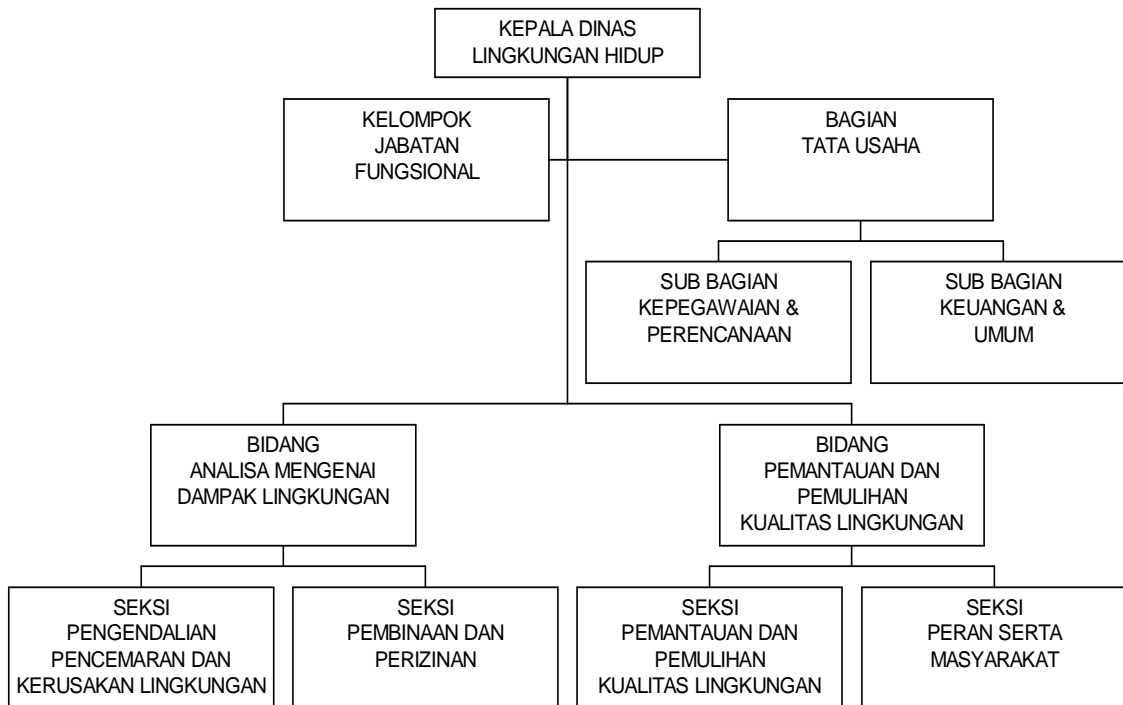 KEPALA DINAS
LINGKUNGAN HIDUP
KELOMPOK
JABATAN
FUNGSIONAL
BAGIAN
TATA USAHA
SUB BAGIAN
KEPEGAWAIAN &
PERENCANAAN
SUB BAGIAN
KEUANGAN &
UMUM
BIDANG
ANALISA MENGENAI
DAMPAK LINGKUNGAN
BIDANG
PEMANTAUAN DAN
PEMULIHAN
KUALITAS LINGKUNGAN
SEKSI
PENGENDALIAN
PENCEMARAN DAN
KERUSAKAN LINGKUNGAN
SEKSI
PEMBINAAN DAN
PERIZINAN
SEKSI
PEMANTAUAN DAN
PEMULIHAN
KUALITAS LINGKUNGAN
SEKSI
PERAN SERTA
MASYARAKAT